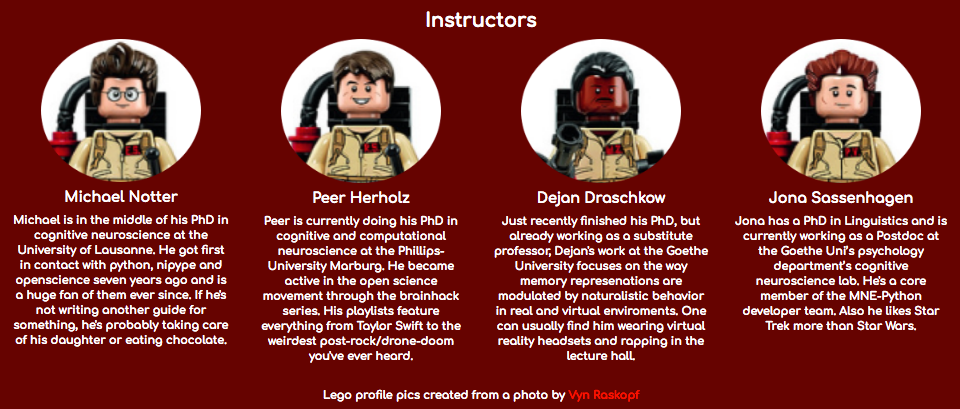 Instructors
Michael Notter
Michael is in the middle of his PhD in
cognitive neuroscience at the
University of Lausanne. He got first
in contact with python, nipype and
openscience seven years ago and is
a huge fan of them ever since. If he's
not writing another guide for
something, he's probably taking care
of his daughter or eating chocolate.
Peer Herholz
Peer is currently doing his PhD in
cognitive and computational
neuroscience at the Phillips-
University Marburg. He became
active in the open science
movement through the brainhack
series. His playlists feature
everything from Taylor Swift to the
weirdest post-rock/drone-doom
you've ever heard.
Dejan Draschkow
Just recently finished his PhD, but
already working as a substitute
professor, Dejan's work at the Goethe
University focuses on the way
memory represenations are
modulated by naturalistic behavior
in real and virtual enviroments. One
can usually find him wearing virtual
reality headsets and rapping in the
lecture hall.
Jona Sassenhagen
Jona has a PhD in Linguistics and is
currently working as a Postdoc at
the Goethe Uni's psychology
department's cognitive
neuroscience lab. He's a core
member of the MNE-Python
developer team. Also he likes Star
Trek more than Star Wars.
Lego profile pics created from a photo by Vyn Raskopf